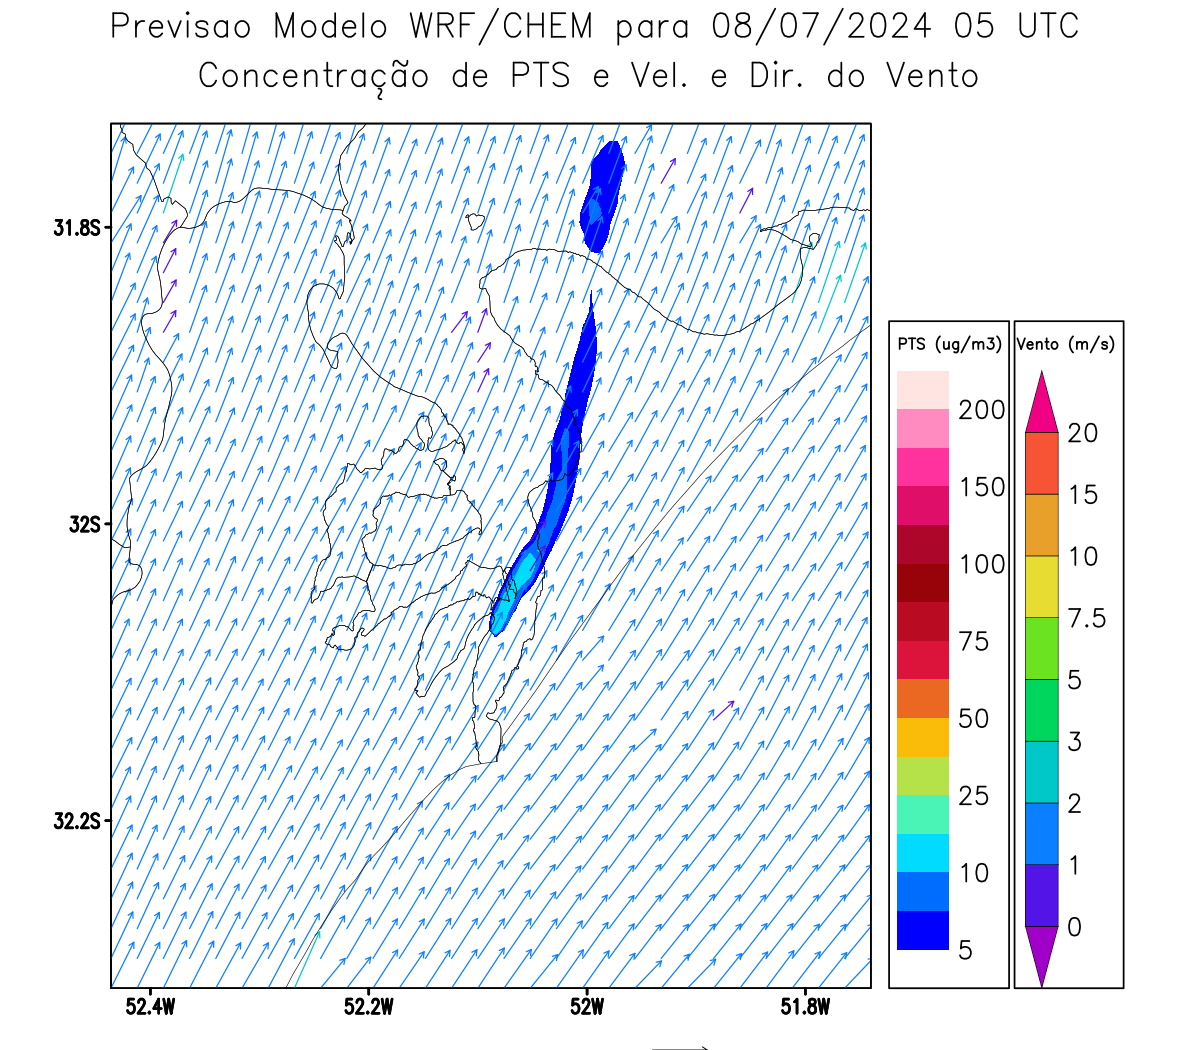 Previsao Modelo WRF/CHEM para 08/07/2024 05 UTC
Concentração de PTS e Vel. e Dir. do Vento
31.8S
32S
32.2S
52.4W 52.2W 52W 51.8W
PTS (ug/m3)
200
150
100
75
50
25
10
5
Vento (m/s)
20
15
10
7.5
5
3
2
1
0